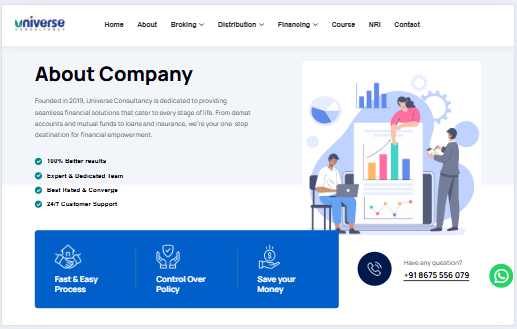 universe
CONSULTANCY
Home About Broking Distribution Financing Course NRI Contact
About Company
Founded in 2019, Universe Consultancy is dedicated to providing
seamless financial solutions that cater to every stage of life. From demat
accounts and mutual funds to loans and insurance, we're your one-stop
destination for financial empowerment.
100% Better results
Expert & Dedicated Team
Best Rated & Converge
24/7 Customer Support
Fast & Easy
Process
Control Over
Policy
Save your
Money
Have any question?
+91 8675 556 079